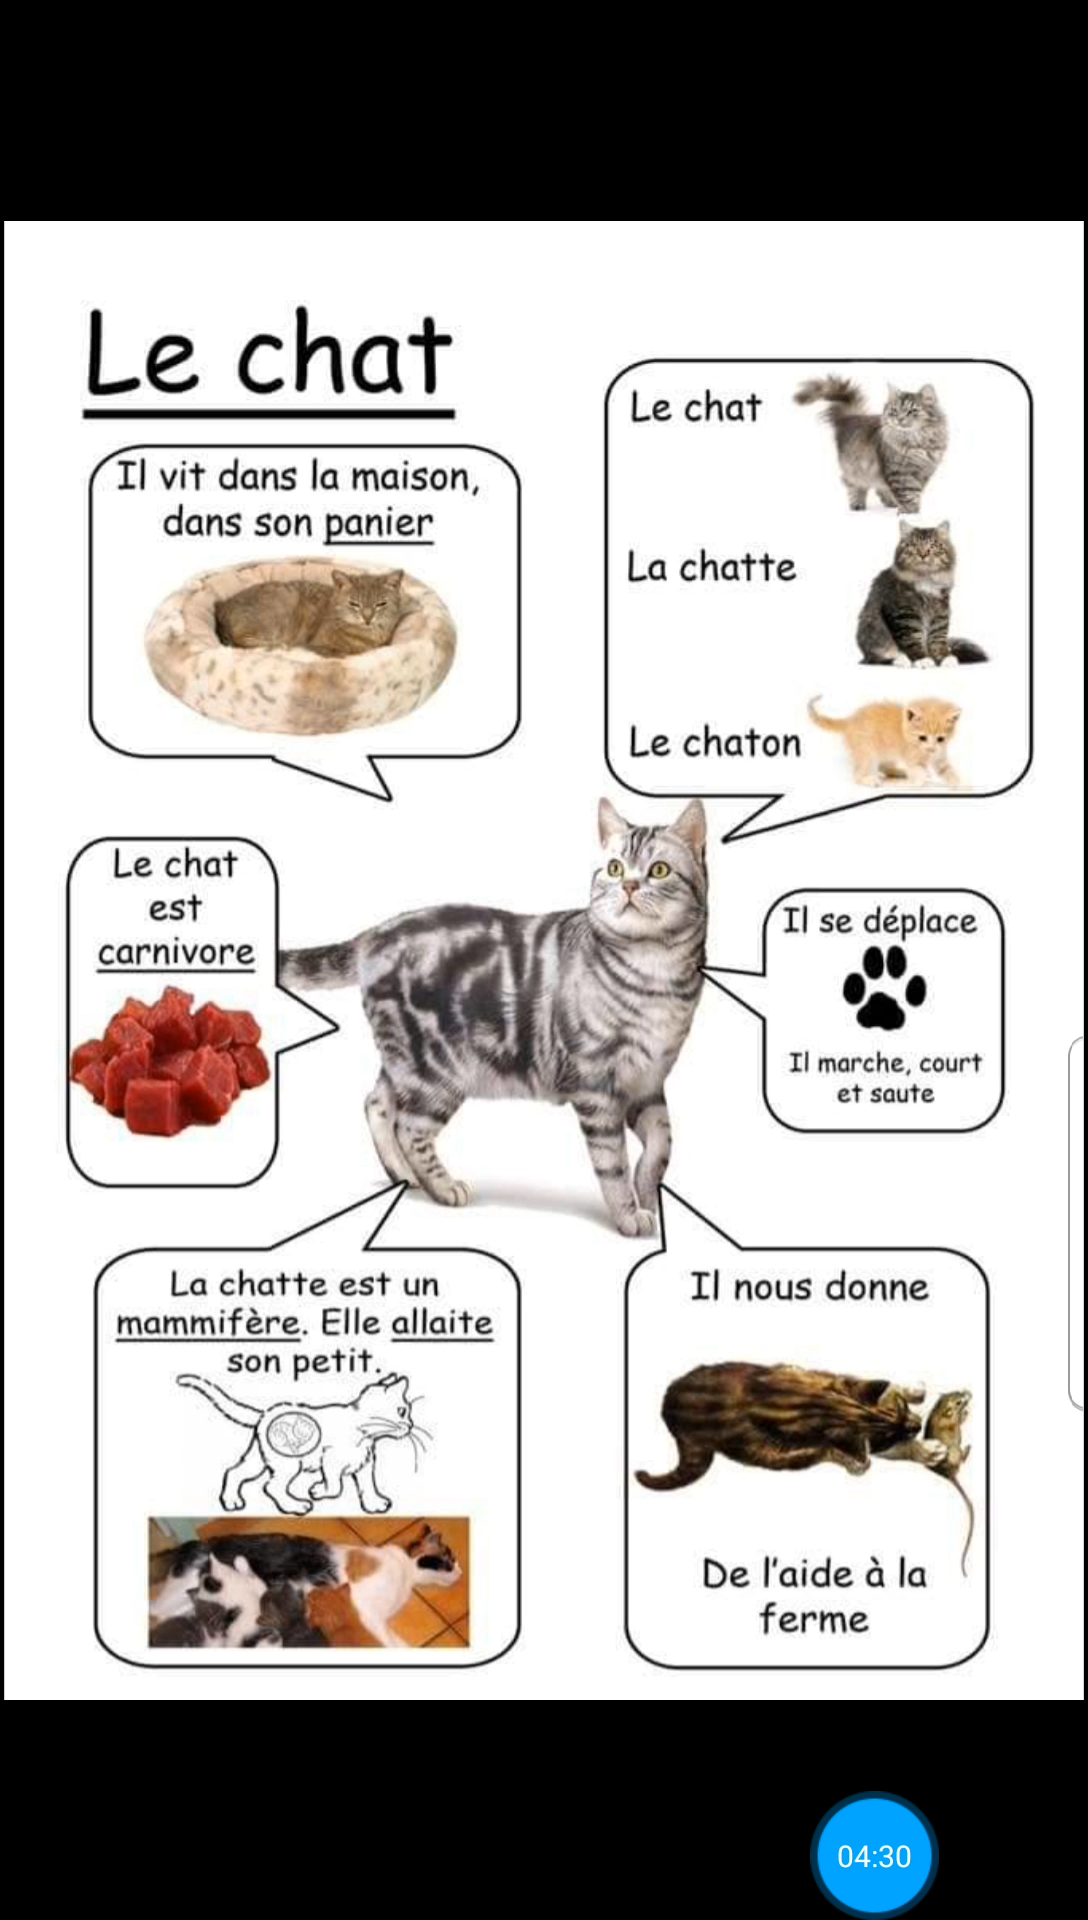 Le chat
Il vit dans la maison,
dans son panier
Le chat
La chatte
Le chaton
Le chat
est
carnivore
Il se déplace
Il marche, court
et saute
La chatte est un
mammifère. Elle allaite
son petit.
Il nous donne
De l'aide à la
ferme
04:30